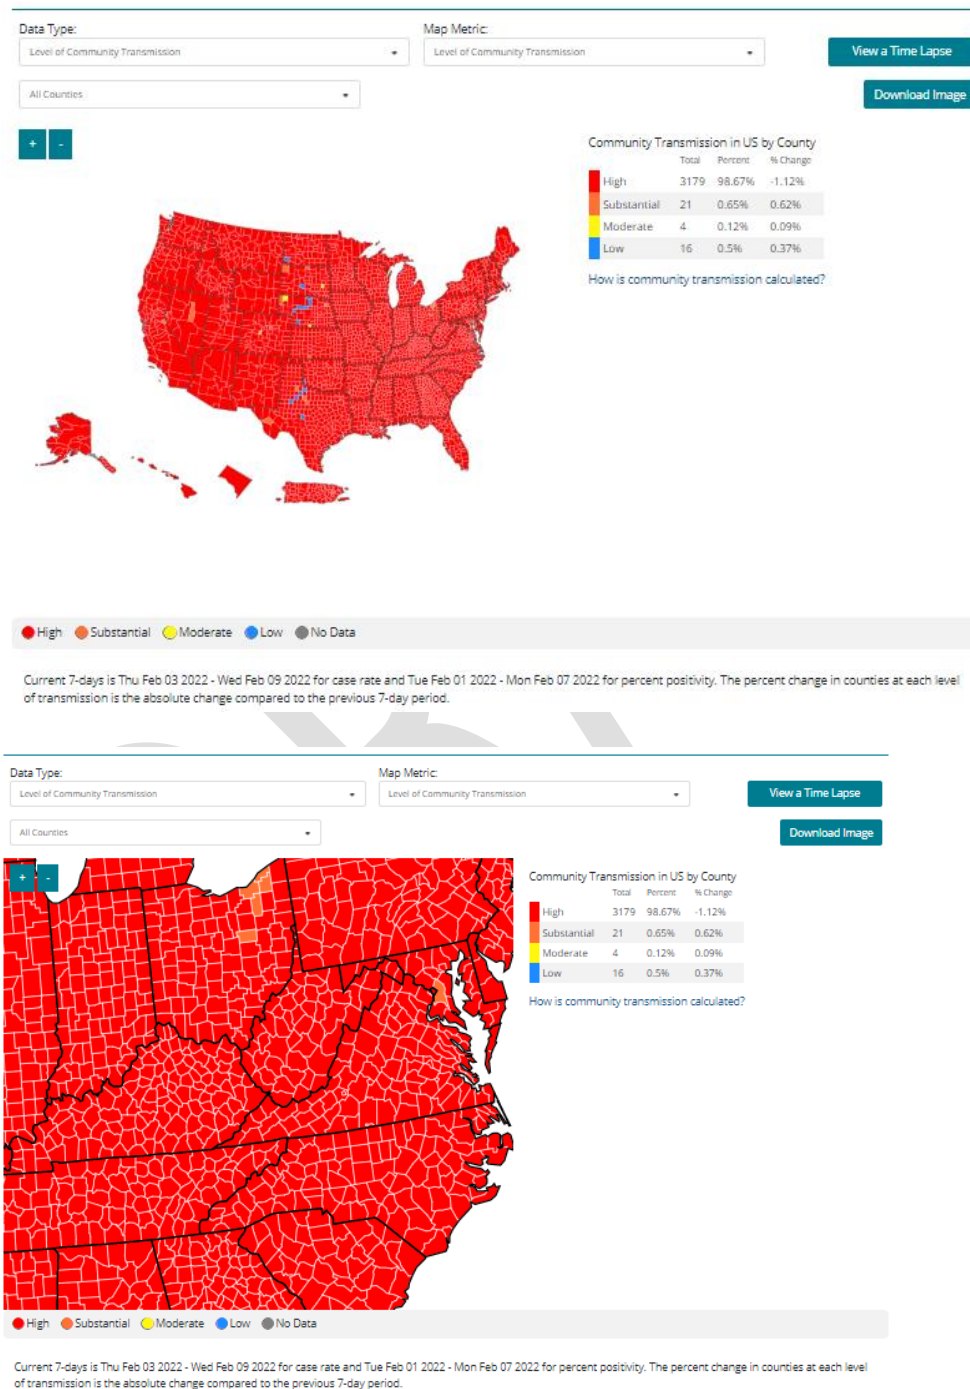 Data Type:
Map Metric:
Level of Community Transmission
Level of Community Transmission
View a Time Lapse
All Counties
Download Image
+ -
Community Transmission in US by County
Total Percent % Change
High 3179 98.67% -1.12%
Substantial 21 0.65% 0.62%
Moderate 4 0.12% 0.09%
Low 16 0.5% 0.37%
How is community transmission calculated?
High Substantial Moderate Low No Data
Current 7-days is Thu Feb 03 2022 - Wed Feb 09 2022 for case rate and Tue Feb 01 2022 - Mon Feb 07 2022 for percent positivity. The percent change in counties at each level
of transmission is the absolute change compared to the previous 7-day period.
Data Type:
Map Metric:
Level of Community Transmission
Level of Community Transmission
View a Time Lapse
All Counties
Download Image
+ -
Community Transmission in US by County
Total Percent % Change
High 3179 98.67% -1.12%
Substantial 21 0.65% 0.62%
Moderate 4 0.12% 0.09%
Low 16 0.5% 0.37%
How is community transmission calculated?
High Substantial Moderate Low No Data
Current 7-days is Thu Feb 03 2022 - Wed Feb 09 2022 for case rate and Tue Feb 01 2022 - Mon Feb 07 2022 for percent positivity. The percent change in counties at each level
of transmission is the absolute change compared to the previous 7-day period.